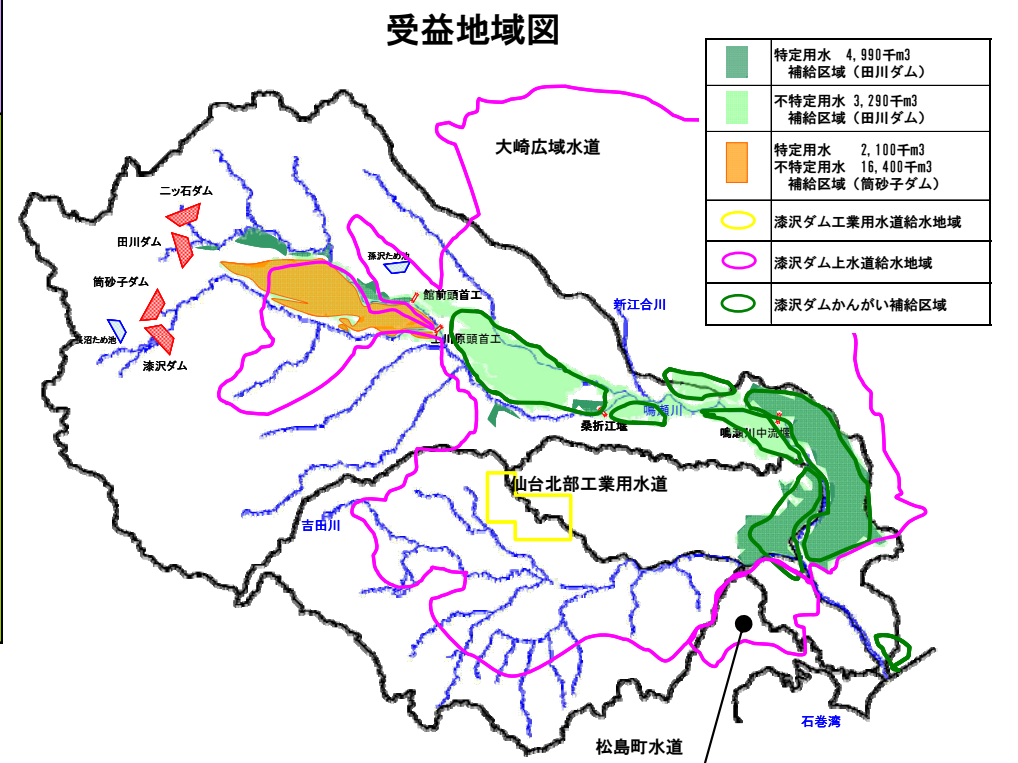 受益地域図
特定用水 4,990千m3
補給区域（田川ダム）
不特定用水 3,290千m3
補給区域（田川ダム）
特定用水 2,100千m3
不特定用水 16,400千m3
補給区域（筒砂子ダム）
漆沢ダム工業用水道給水地域
漆沢ダム上水道給水地域
漆沢ダムかんがい補給区域
大崎広域水道
二ッ石ダム
田川ダム
孫沢ため池
筒砂子ダム
館前頭首工
新江合川
長沼ため池
川原頭首工
漆沢ダム
鳴瀬川
桑折江堰
鳴瀬川中流堰
仙台北部工業用水道
吉田川
石巻湾
松島町水道